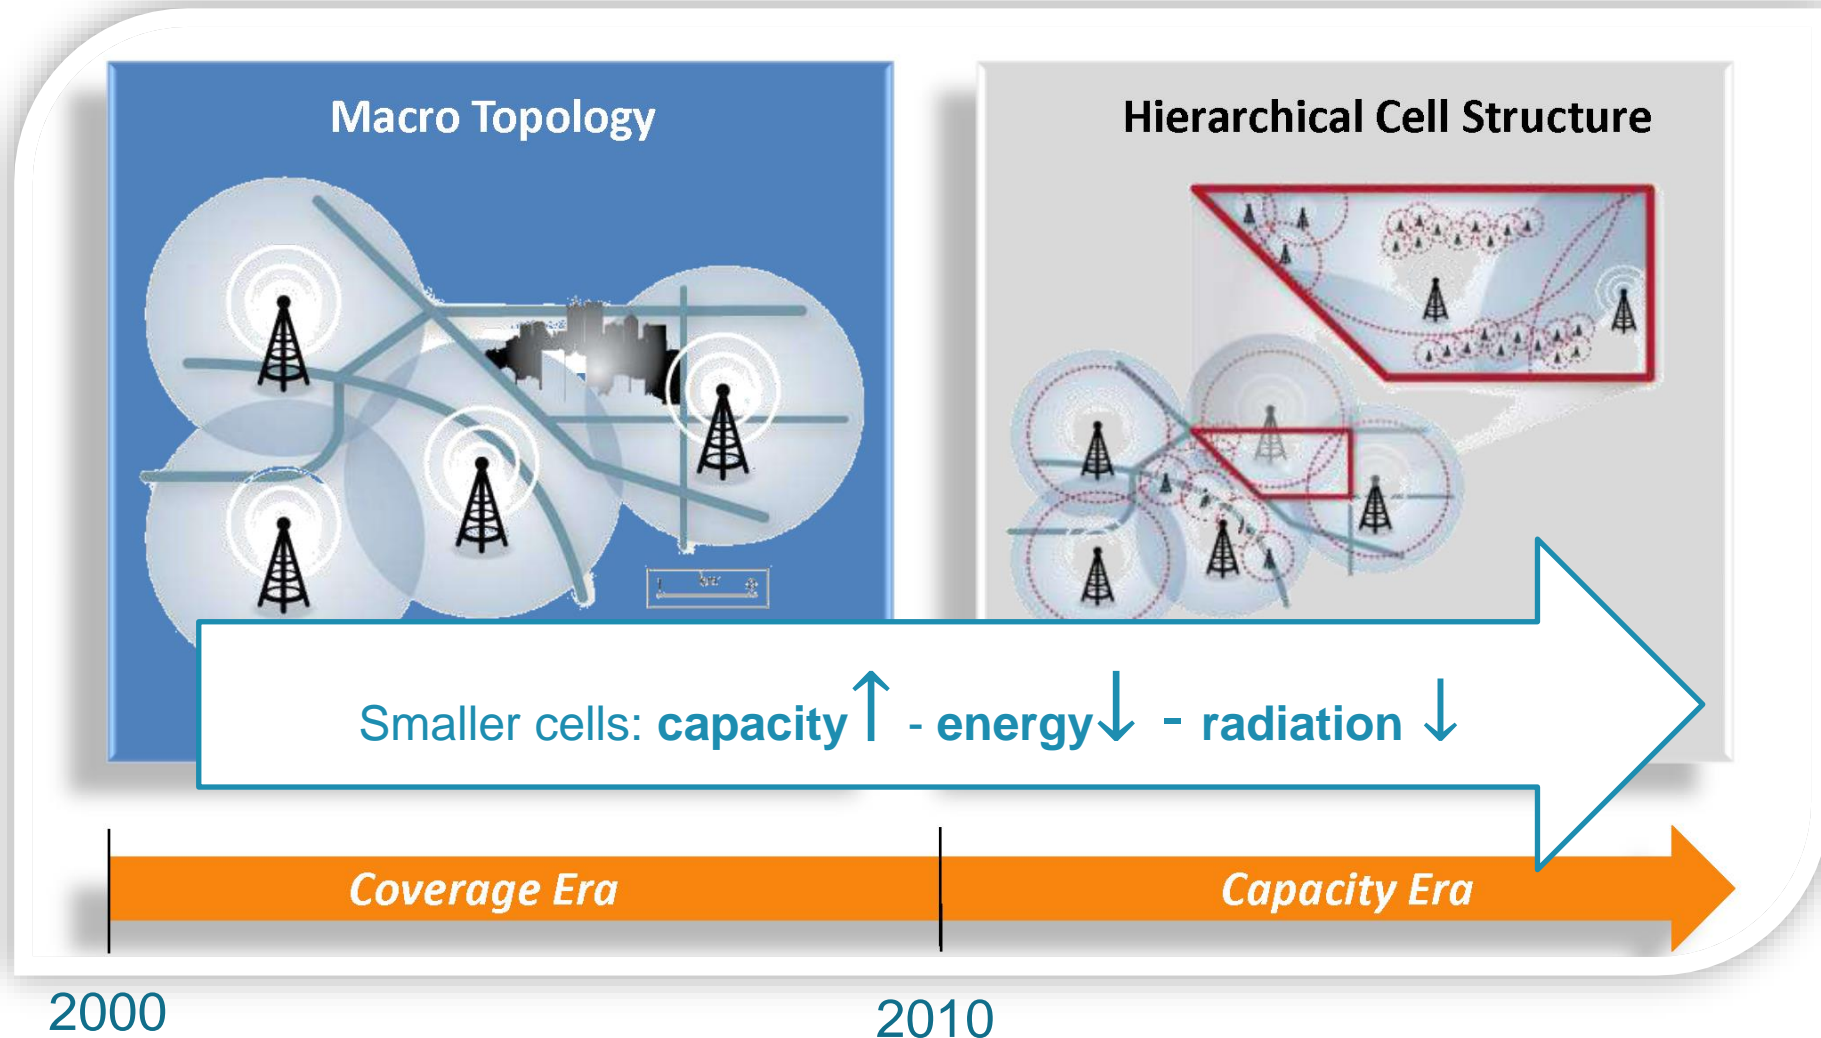 Macro Topology
Hierarchical Cell Structure
Smaller cells: capacity↑ - energy↓ - radiation ↓
Coverage Era
Capacity Era
2000
2010